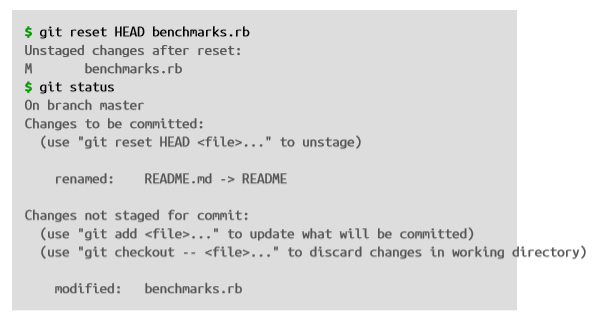 $ git reset HEAD benchmarks.rb
Unstaged changes after reset:
M       benchmarks.rb
$ git status
On branch master
Changes to be committed:
  (use "git reset HEAD <file>..." to unstage)
    renamed:    README.md -> README
Changes not staged for commit:
  (use "git add <file>..." to update what will be committed)
  (use "git checkout -- <file>..." to discard changes in working directory)
    modified:   benchmarks.rb